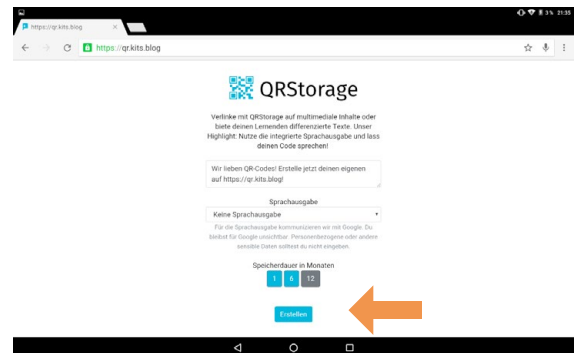 3% 21:35
https://qr.kits.blog
https://qr.kits.blog
QRStorage
Verlinke mit QRStorage auf multimediale Inhalte oder
biete deinen Lernenden differenzierte Texte. Unser
Highlight: Nutze die integrierte Sprachausgabe und lass
deinen Code sprechen!
Wir lieben QR-Codes! Erstelle jetzt deinen eigenen
auf https://qr.kits.blog!
Sprachausgabe
Keine Sprachausgabe
Für die Sprachausgabe kommunizieren wir mit Google. Du
bleibst für Google unsichtbar. Personenbezogene oder andere
sensible Daten solltest du nicht eingeben.
Speicherdauer in Monaten
1 6 12
Erstellen